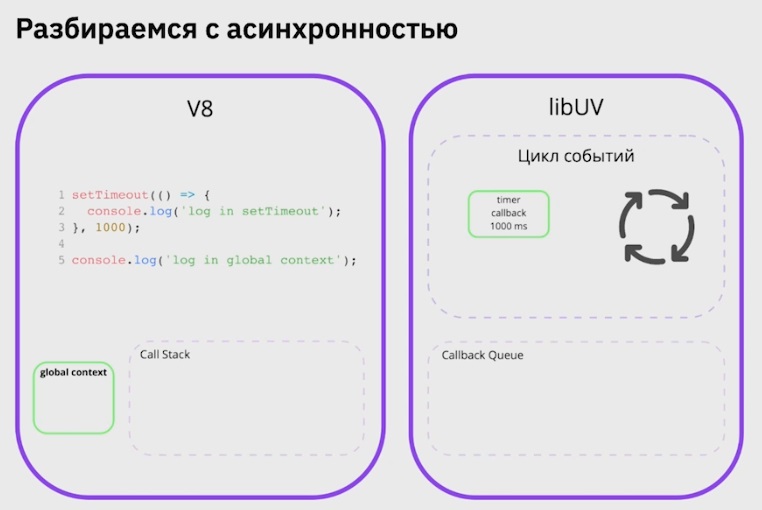 Разбираемся с асинхронностью
V8
1 setTimeout(() => {
2   console.log('log in setTimeout');
3 }, 1000);
4
5 console.log('log in global context');
global context
Call Stack
libUV
Цикл событий
timer
callback
1000 ms
Callback Queue